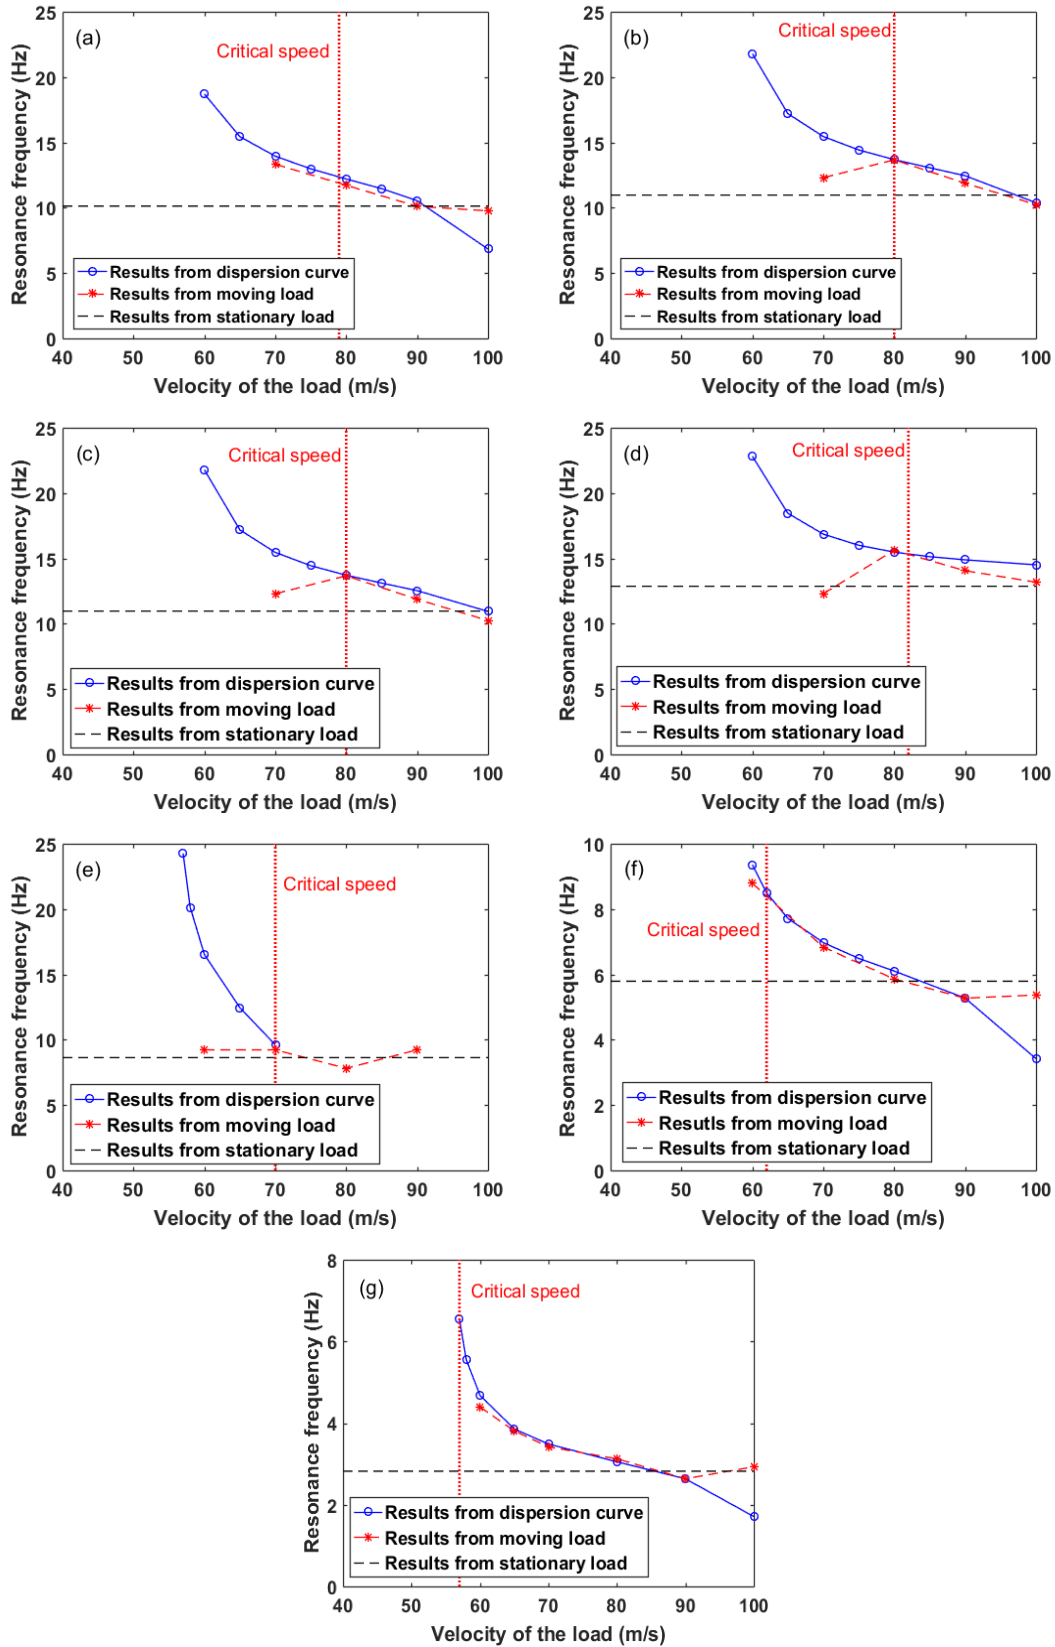 (a)
Critical speed
Resonance frequency (Hz)
25
20
15
10
5
0
Results from dispersion curve
Results from moving load
Results from stationary load
40 50 60 70 80 90 100
Velocity of the load (m/s)
(b)
Critical speed
Resonance frequency (Hz)
25
20
15
10
5
0
Results from dispersion curve
Results from moving load
Results from stationary load
40 50 60 70 80 90 100
Velocity of the load (m/s)
(c)
Critical speed
Resonance frequency (Hz)
25
20
15
10
5
0
Results from dispersion curve
Results from moving load
Results from stationary load
40 50 60 70 80 90 100
Velocity of the load (m/s)
(d)
Critical speed
Resonance frequency (Hz)
25
20
15
10
5
0
Results from dispersion curve
Results from moving load
Results from stationary load
40 50 60 70 80 90 100
Velocity of the load (m/s)
(e)
Critical speed
Resonance frequency (Hz)
25
20
15
10
5
0
Results from dispersion curve
Results from moving load
Results from stationary load
40 50 60 70 80 90 100
Velocity of the load (m/s)
(f)
Critical speed
Resonance frequency (Hz)
10
8
6
4
2
0
Results from dispersion curve
Resutls from moving load
Results from stationary load
40 50 60 70 80 90 100
Velocity of the load (m/s)
(g)
Critical speed
Resonance frequency (Hz)
8
6
4
2
0
Results from dispersion curve
Results from moving load
Results from stationary load
40 50 60 70 80 90 100
Velocity of the load (m/s)